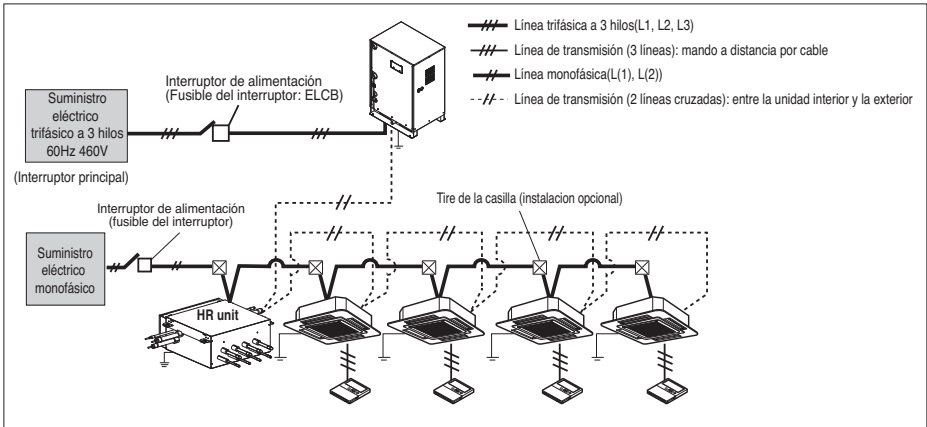 Línea trifásica a 3 hilos(L1, L2, L3)
Línea de transmisión (3 líneas): mando a distancia por cable
Línea monofásica(L(1), L(2))
Línea de transmisión (2 líneas cruzadas): entre la unidad interior y la exterior
Interruptor de alimentación
(Fusible del interruptor: ELCB)
Suministro
eléctrico
trifásico a 3 hilos
60Hz 460V
(Interruptor principal)
Tire de la casilla (instalacion opcional)
Interruptor de alimentación
(fusible del interruptor)
Suministro
eléctrico
monofásico
HR unit